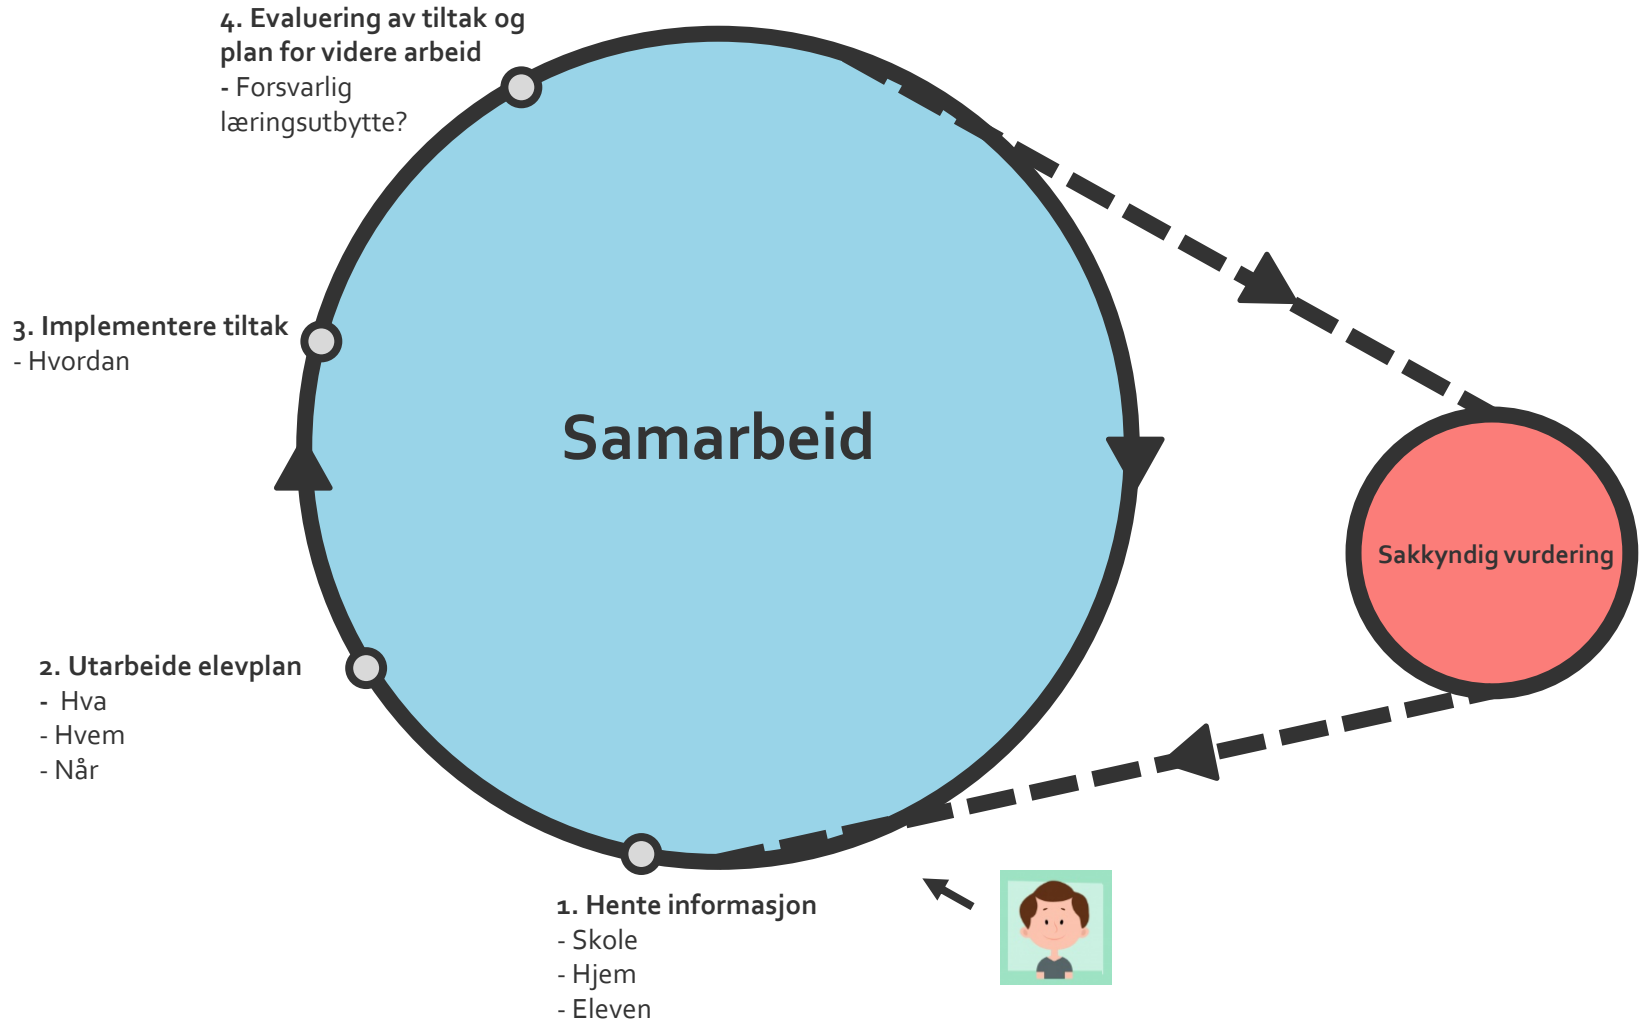 4. Evaluering av tiltak og
plan for videre arbeid
- Forsvarlig
læringsutbytte?
3. Implementere tiltak
- Hvordan
Samarbeid
Sakkyndig vurdering
2. Utarbeide elevplan
- Hva
- Hvem
- Når
1. Hente informasjon
- Skole
- Hjem
- Eleven